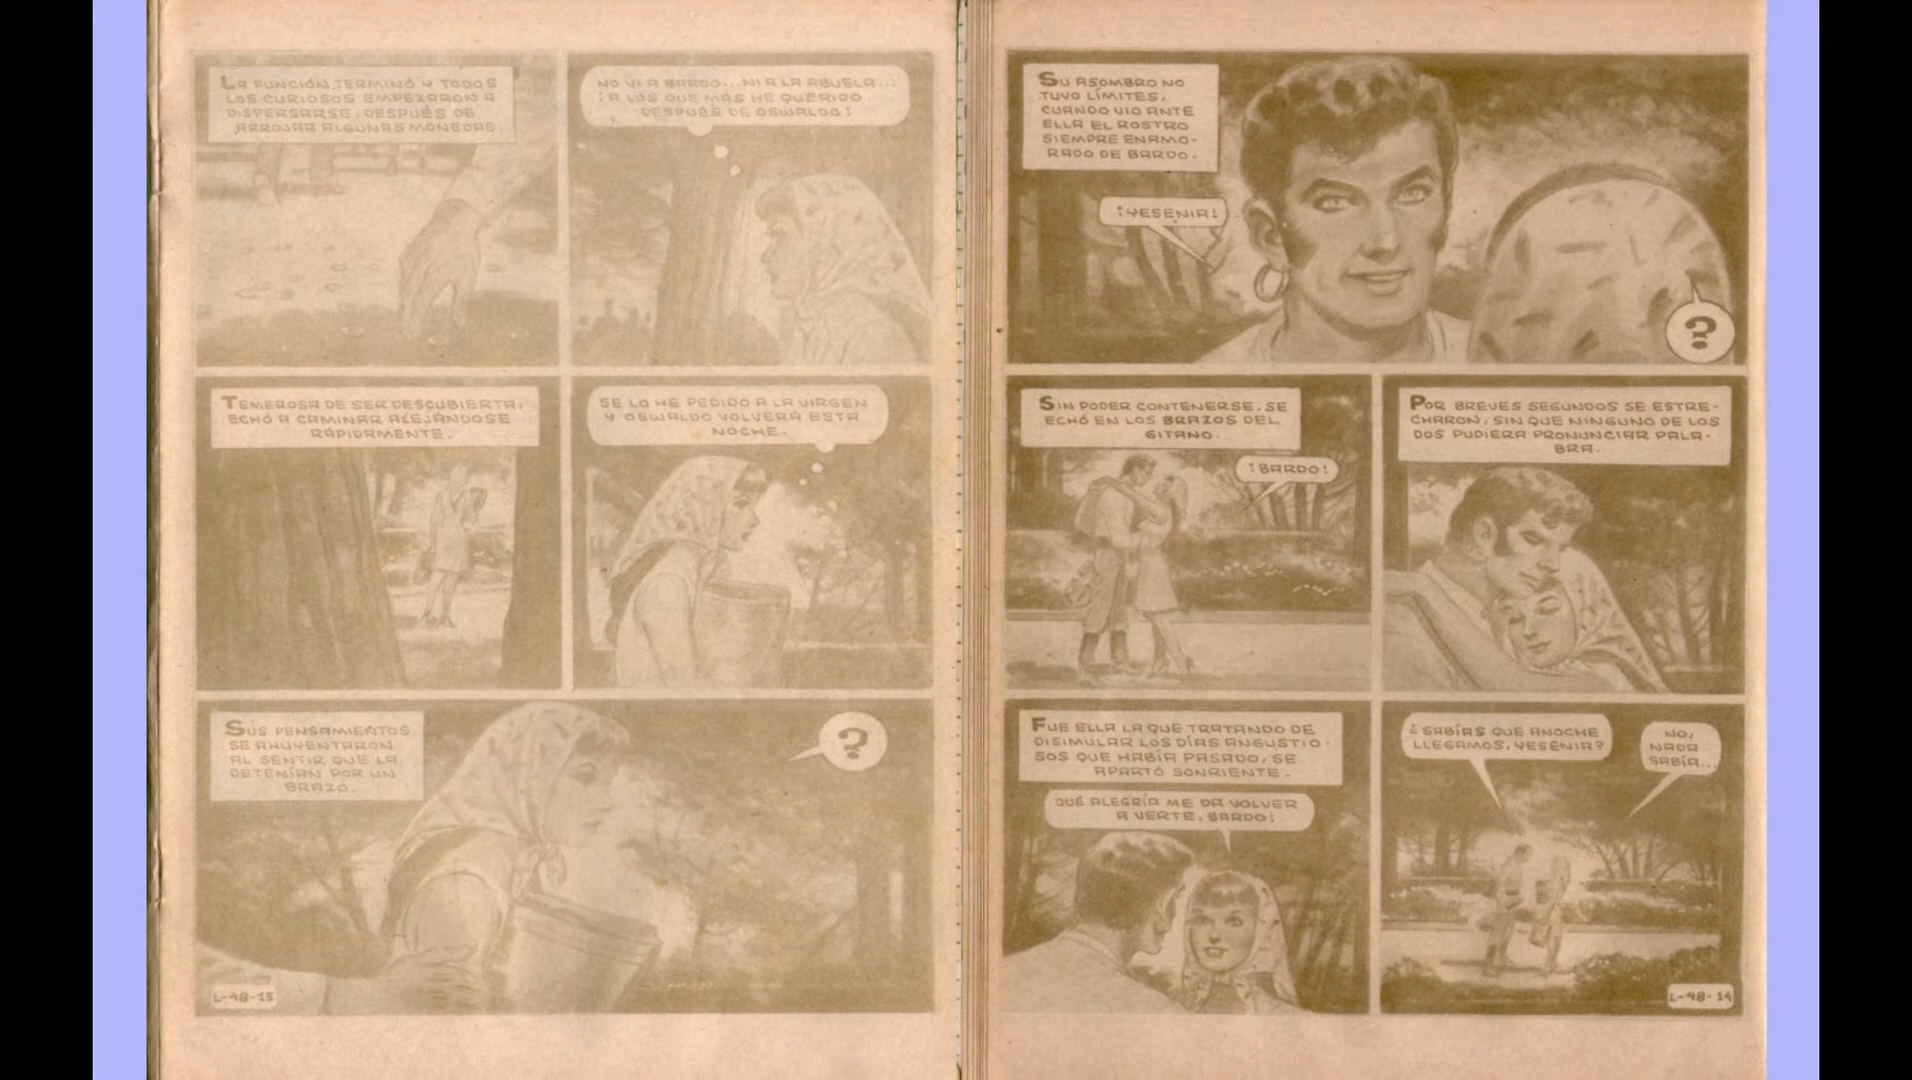 LA FUNCIÓN TERMINÓ Y TODOS
LOS CURIOSOS EMPEZARON A
DISPERSARSE, DESPUÉS DE
ARROJAR ALGUNAS MONEDAS.
NO VI A BARDO... NI A LA ABUELA...
¡A LOS QUE MÁS HE QUERIDO
DESPUÉS DE OSWALDO!
TEMEROSA DE SER DESCUBIERTA,
ECHÓ A CAMINAR ALEJÁNDOSE
RÁPIDAMENTE.
SE LO HE PEDIDO A LA VIRGEN
Y OSWALDO VOLVERÁ ESTA
NOCHE.
SUS PENSAMIENTOS
SE AHUYENTARON
AL SENTIR QUE LA
DETENÍAN POR UN
BRAZO.
?
L-48-13
SU ASOMBRO NO
TUVO LÍMITES,
CUANDO VIO ANTE
ELLA EL ROSTRO
SIEMPRE ENAMO-
RADO DE BARDO.
¡YESENIA!
?
SIN PODER CONTENERSE, SE
ECHÓ EN LOS BRAZOS DEL
GITANO.
¡BARDO!
POR BREVES SEGUNDOS SE ESTRE-
CHARON, SIN QUE NINGUNO DE LOS
DOS PUDIERA PRONUNCIAR PALA-
BRA.
FUE ELLA LA QUE TRATANDO DE
DISIMULAR LOS DÍAS ANGUSTIO-
SOS QUE HABÍA PASADO, SE
APARTÓ SONRIENTE.
QUÉ ALEGRÍA ME DA VOLVER
A VERTE, BARDO!
¿SABÍAS QUE ANOCHE
LLEGAMOS, YESENIA?
NO,
NADA
SABÍA...
L-48-14